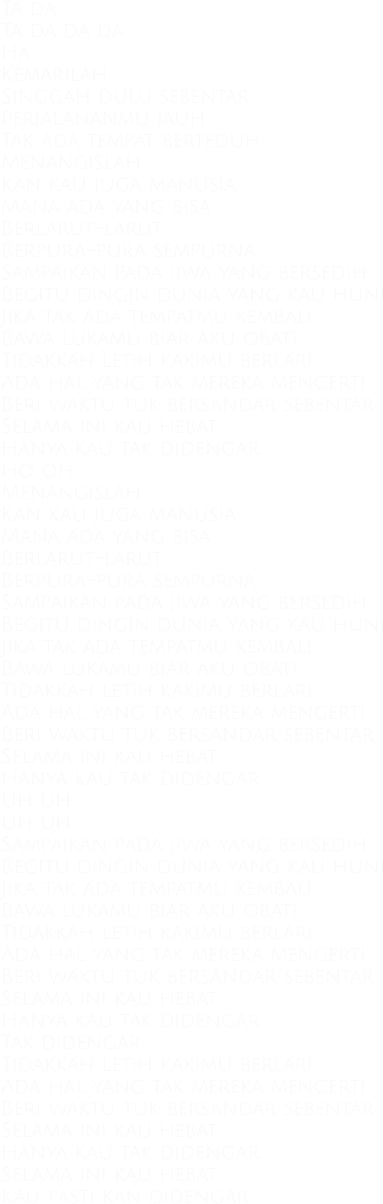 Ta da
Ta da da da
Ha
Kemarilah
Singgah dulu sebentar
Perjalananmu jauh
Tak ada tempat berteduh
Menangislah
Kan kau juga manusia
Mana ada yang bisa
Berlarut-larut
Berpura-pura sempurna
Sampaikan pada jiwa yang bersedih
Begitu dingin dunia yang kau huni
Jika tak ada tempatmu kembali
Bawa lukamu biar aku obati
Tidakkah letih kakimu berlari
Ada hal yang tak mereka mengerti
Beri waktu tuk bersandar sebentar
Selama ini kau hebat
Hanya kau tak didengar
Ho oh
Menangislah
Kan kau juga manusia
Mana ada yang bisa
Berlarut-larut
Berpura-pura sempurna
Sampaikan pada jiwa yang bersedih
Begitu dingin dunia yang kau huni
Jika tak ada tempatmu kembali
Bawa lukamu biar aku obati
Tidakkah letih kakimu berlari
Ada hal yang tak mereka mengerti
Beri waktu tuk bersandar sebentar
Selama ini kau hebat
Hanya kau tak didengar
Uh uh
Uh uh
Sampaikan pada jiwa yang bersedih
Begitu dingin dunia yang kau huni
Jika tak ada tempatmu kembali
Bawa lukamu biar aku obati
Tidakkah letih kakimu berlari
Ada hal yang tak mereka mengerti
Beri waktu tuk bersandar sebentar
Selama ini kau hebat
Hanya kau tak didengar
Tak didengar
Tidakkah letih kakimu berlari
Ada hal yang tak mereka mengerti
Beri waktu tuk bersandar sebentar
Selama ini kau hebat
Hanya kau tak didengar
Selama ini kau hebat
Kau pasti kan didengar